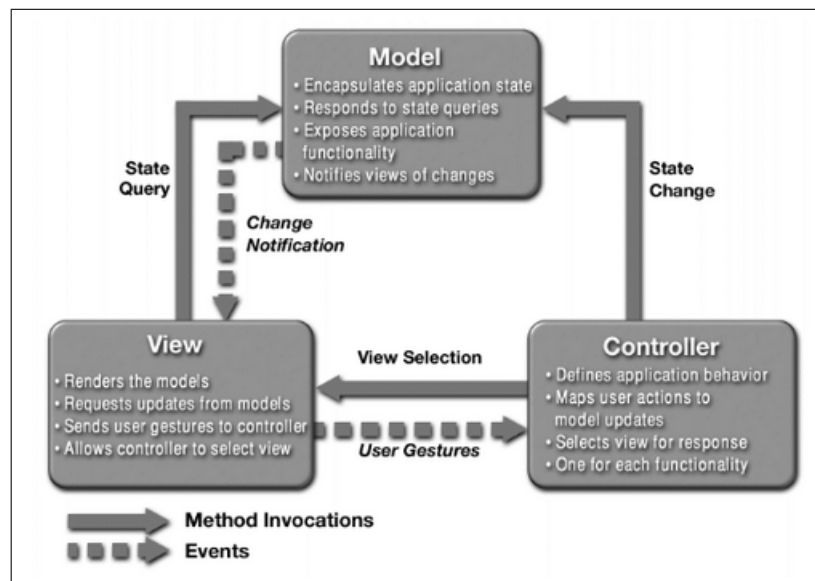 Model
• Encapsulates application state
• Responds to state queries
• Exposes application
functionality
• Notifies views of changes
State
Query
State
Change
Change
Notification
View
• Renders the models
• Requests updates from models
• Sends user gestures to controller
• Allows controller to select view
View Selection
User Gestures
Controller
• Defines application behavior
• Maps user actions to
model updates
• Selects view for response
• One for each functionality
Method Invocations
Events